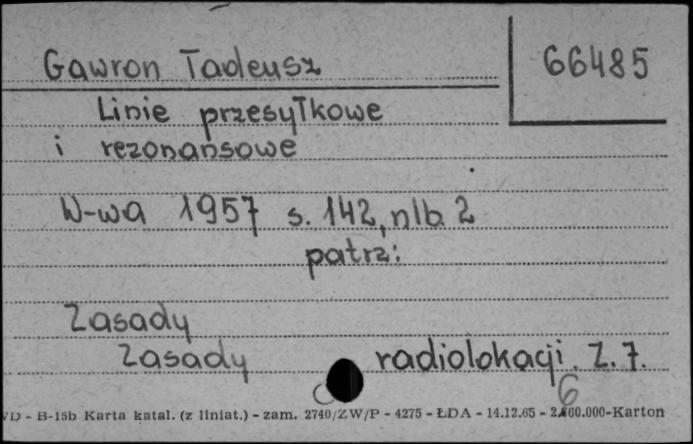 Gawron Tadeusz
66485
Linie przesyłkowe
i rezonansowe
W-wa 1957 s. 142, nlb. 2
patrz:
Zasady
Zasady radiolokacji. Z. 7.
6
VD - B-15b Karta katal. (z liniat.) - zam. 2740/ZW/P - 4275 - ŁDA - 14.12.65 - 2.860.000-Karton